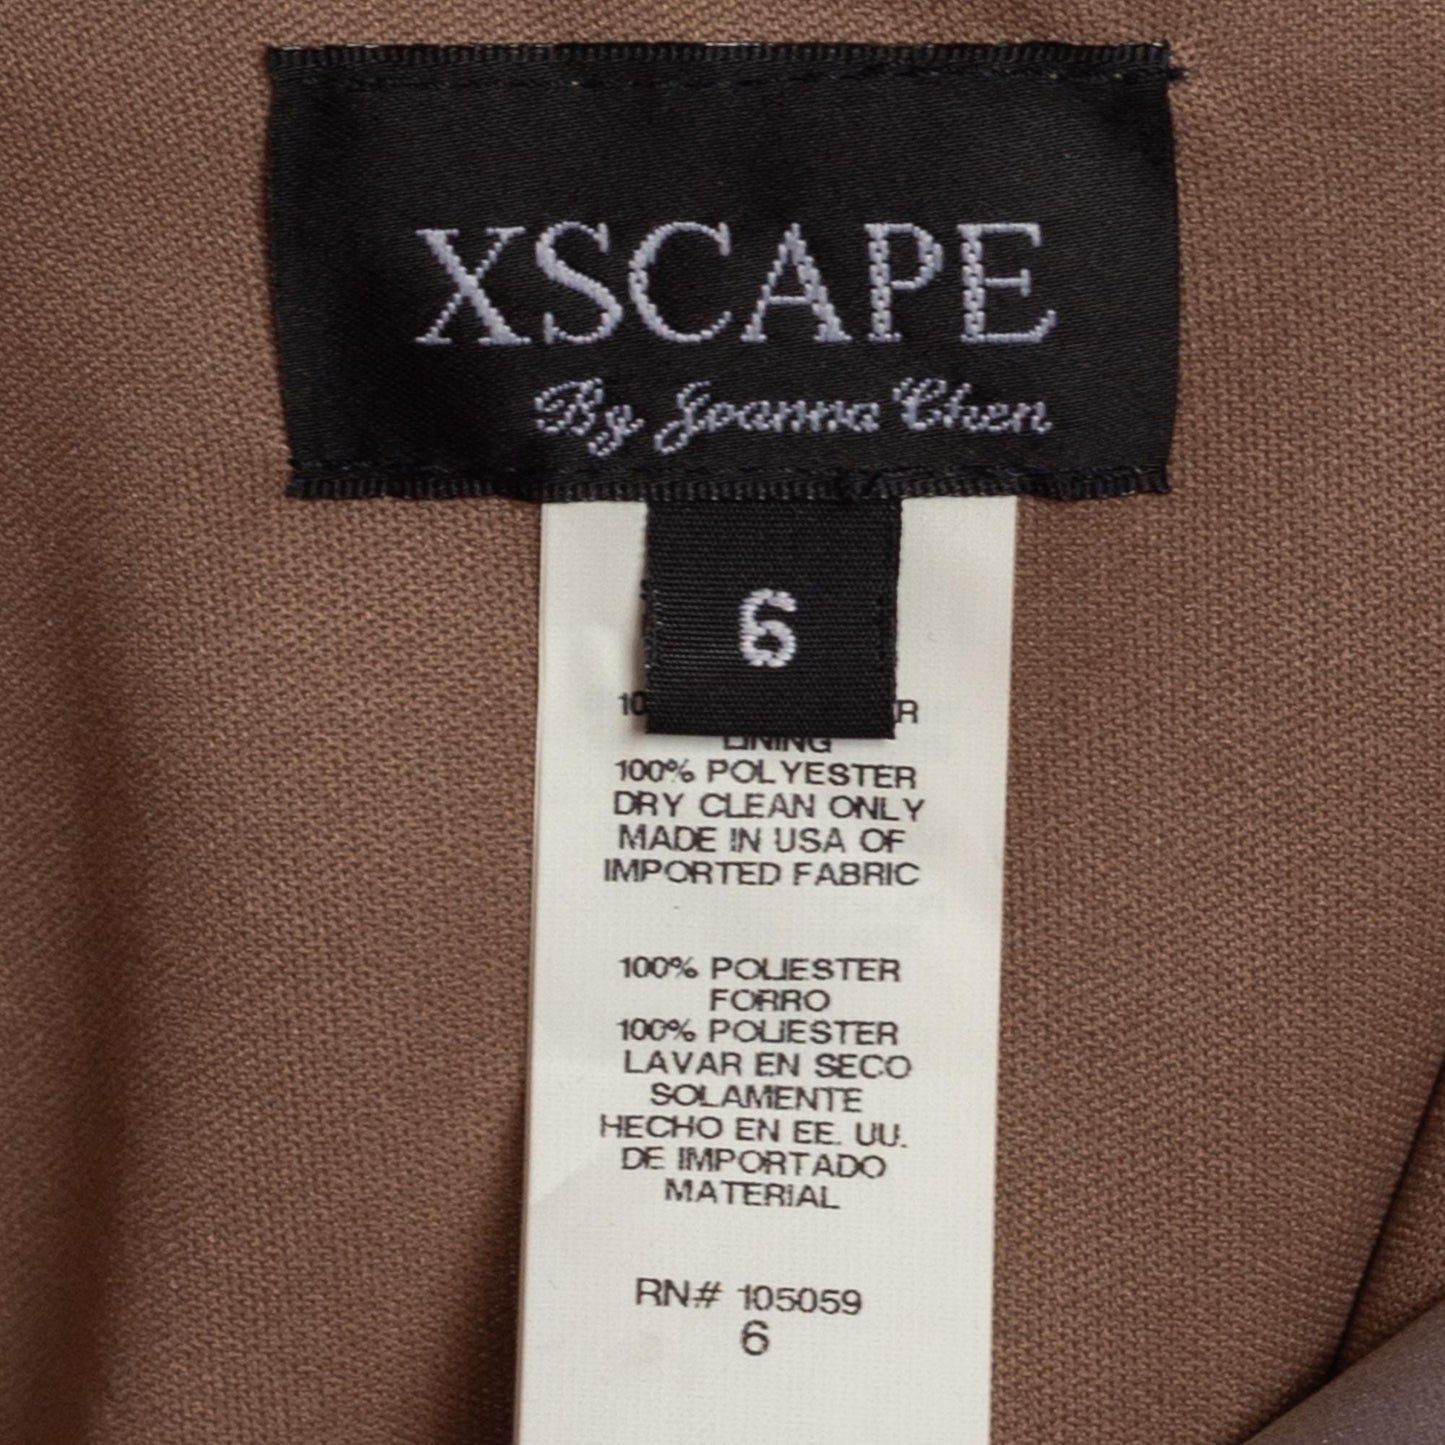 XSCAPE
By Joanna Chen
6
LINING
100% POLYESTER
DRY CLEAN ONLY
MADE IN USA OF
IMPORTED FABRIC
100% POLIESTER
FORRO
100% POLIESTER
LAVAR EN SECO
SOLAMENTE
HECHO EN EE. UU.
DE IMPORTADO
MATERIAL
RN# 105059
6